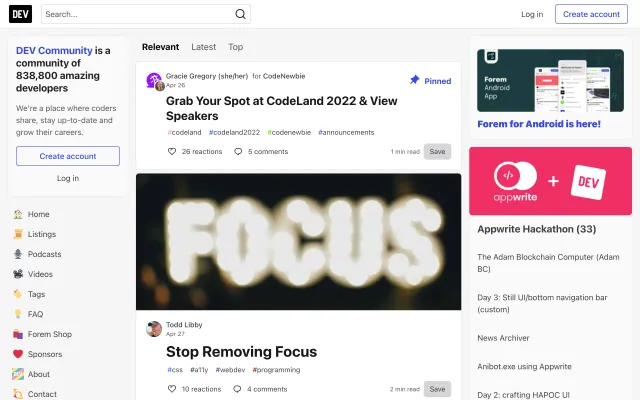 DEV
Search...
Log in
Create account
DEV Community is a
community of
838,800 amazing
developers
We're a place where coders
share, stay up-to-date and
grow their careers.
Create account
Log in
Home
Listings
Podcasts
Videos
Tags
FAQ
Forem Shop
Sponsors
About
Contact
Relevant
Latest
Top
Gracie Gregory (she/her) for CodeNewbie
Apr 26
Pinned
Grab Your Spot at CodeLand 2022 & View
Speakers
#codeland #codeland2022 #codenewbie #announcements
26 reactions
5 comments
1 min read
Save
FOCUS
Todd Libby
Apr 27
Stop Removing Focus
#css #a11y #webdev #programming
10 reactions
4 comments
2 min read
Save
Forem
Android
App
Forem for Android is here!
appwrite + DEV
Appwrite Hackathon (33)
The Adam Blockchain Computer (Adam
BC)
Day 3: Still UI/bottom navigation bar
(custom)
News Archiver
Anibot.exe using Appwrite
Day 2: crafting HAPOC UI